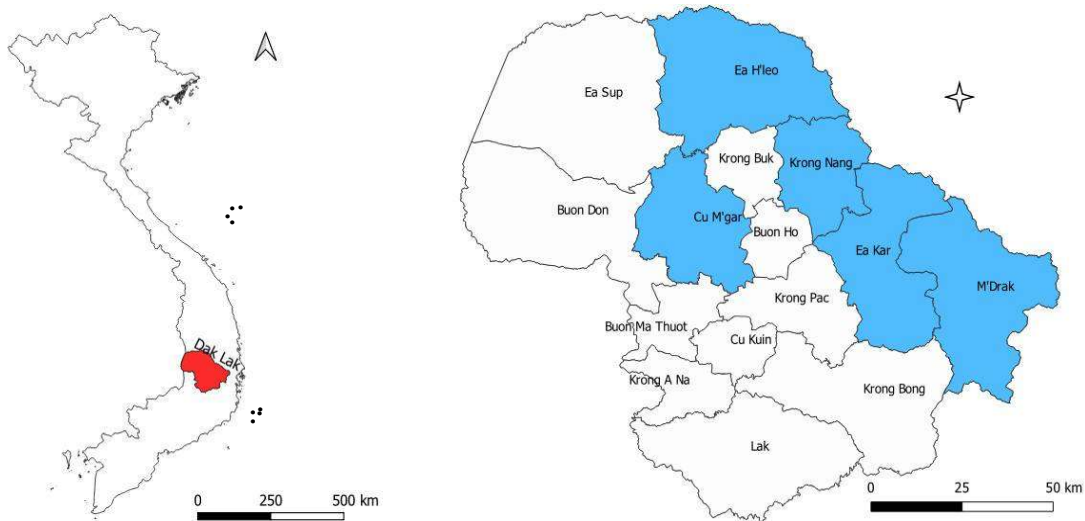 Dak Lak
0 250 500 km
Ea H'leo
Ea Sup
Krong Buk
Krong Nang
Buon Don
Cu M'gar
Buon Ho
Ea Kar
M'Drak
Krong Pac
Buon Ma Thuot
Cu Kuin
Krong A Na
Krong Bong
Lak
0 25 50 km